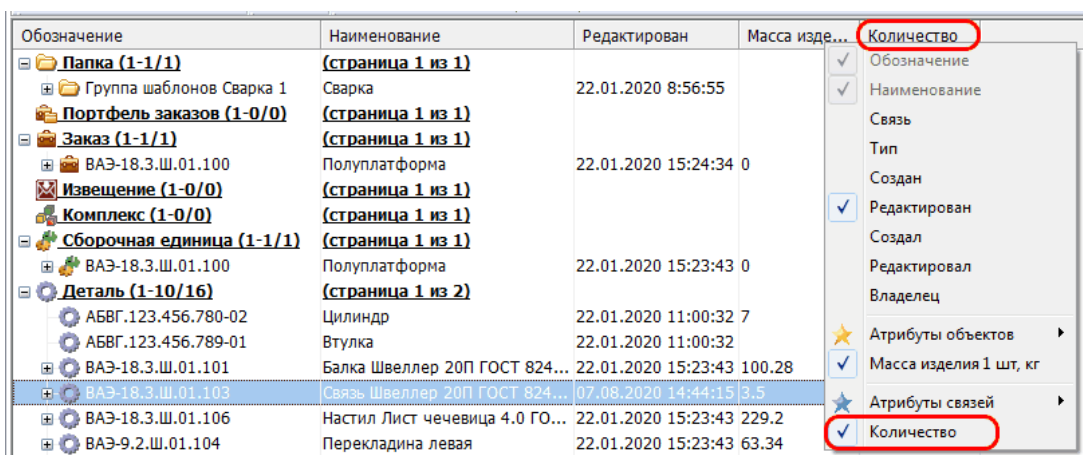 Обозначение Наименование Редактирован Масса изде... Количество
Папка (1-1/1) (страница 1 из 1)
Группа шаблонов Сварка 1 Сварка 22.01.2020 8:56:55
Портфель заказов (1-0/0) (страница 1 из 1)
Заказ (1-1/1) (страница 1 из 1)
ВАЭ-18.3.Ш.01.100 Полуплатформа 22.01.2020 15:24:34 0
Извещение (1-0/0) (страница 1 из 1)
Комплекс (1-0/0) (страница 1 из 1)
Сборочная единица (1-1/1) (страница 1 из 1)
ВАЭ-18.3.Ш.01.100 Полуплатформа 22.01.2020 15:23:43 0
Деталь (1-10/16) (страница 1 из 2)
АБВГ.123.456.780-02 Цилиндр 22.01.2020 11:00:32 7
АБВГ.123.456.789-01 Втулка 22.01.2020 11:00:32
ВАЭ-18.3.Ш.01.101 Балка Швеллер 20П ГОСТ 824... 22.01.2020 15:23:43 100.28
ВАЭ-18.3.Ш.01.103 Связь Швеллер 20П ГОСТ 824... 07.08.2020 14:44:15 3.5
ВАЭ-18.3.Ш.01.106 Настил Лист чечевица 4.0 ГО... 22.01.2020 15:23:43 229.2
ВАЭ-9.2.Ш.01.104 Перекладина левая 22.01.2020 15:23:43 63.34
Обозначение
Наименование
Связь
Тип
Создан
Редактирован
Создал
Редактировал
Владелец
Атрибуты объектов
Масса изделия 1 шт, кг
Атрибуты связей
Количество